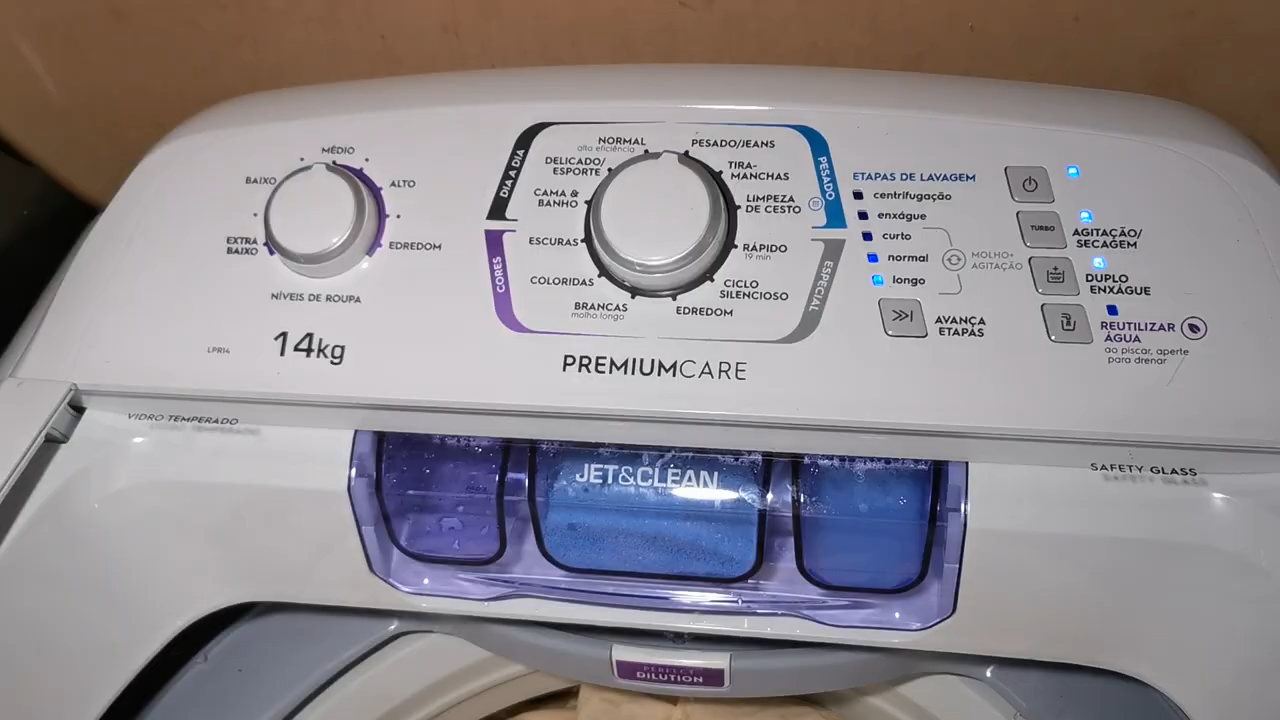 MÉDIO
BAIXO
ALTO
EXTRA
BAIXO
EDREDOM
NÍVEIS DE ROUPA
LPR14
14kg
DIA A DIA
NORMAL
alta eficiência
DELICADO/
ESPORTE
CAMA &
BANHO
CORES
ESCURAS
COLORIDAS
BRANCAS
molho longo
PESADO
PESADO/JEANS
TIRA-
MANCHAS
LIMPEZA
DE CESTO
ESPECIAL
RÁPIDO
19 min
CICLO
SILENCIOSO
EDREDOM
PREMIUMCARE
ETAPAS DE LAVAGEM
centrifugação
enxágue
curto
normal
longo
MOLHO+
AGITAÇÃO
AVANÇA
ETAPAS
TURBO
AGITAÇÃO/
SECAGEM
DUPLO
ENXÁGUE
REUTILIZAR
ÁGUA
ao piscar, aperte
para drenar
VIDRO TEMPERADO
JET&CLEAN
SAFETY GLASS
PERFECT
DILUTION